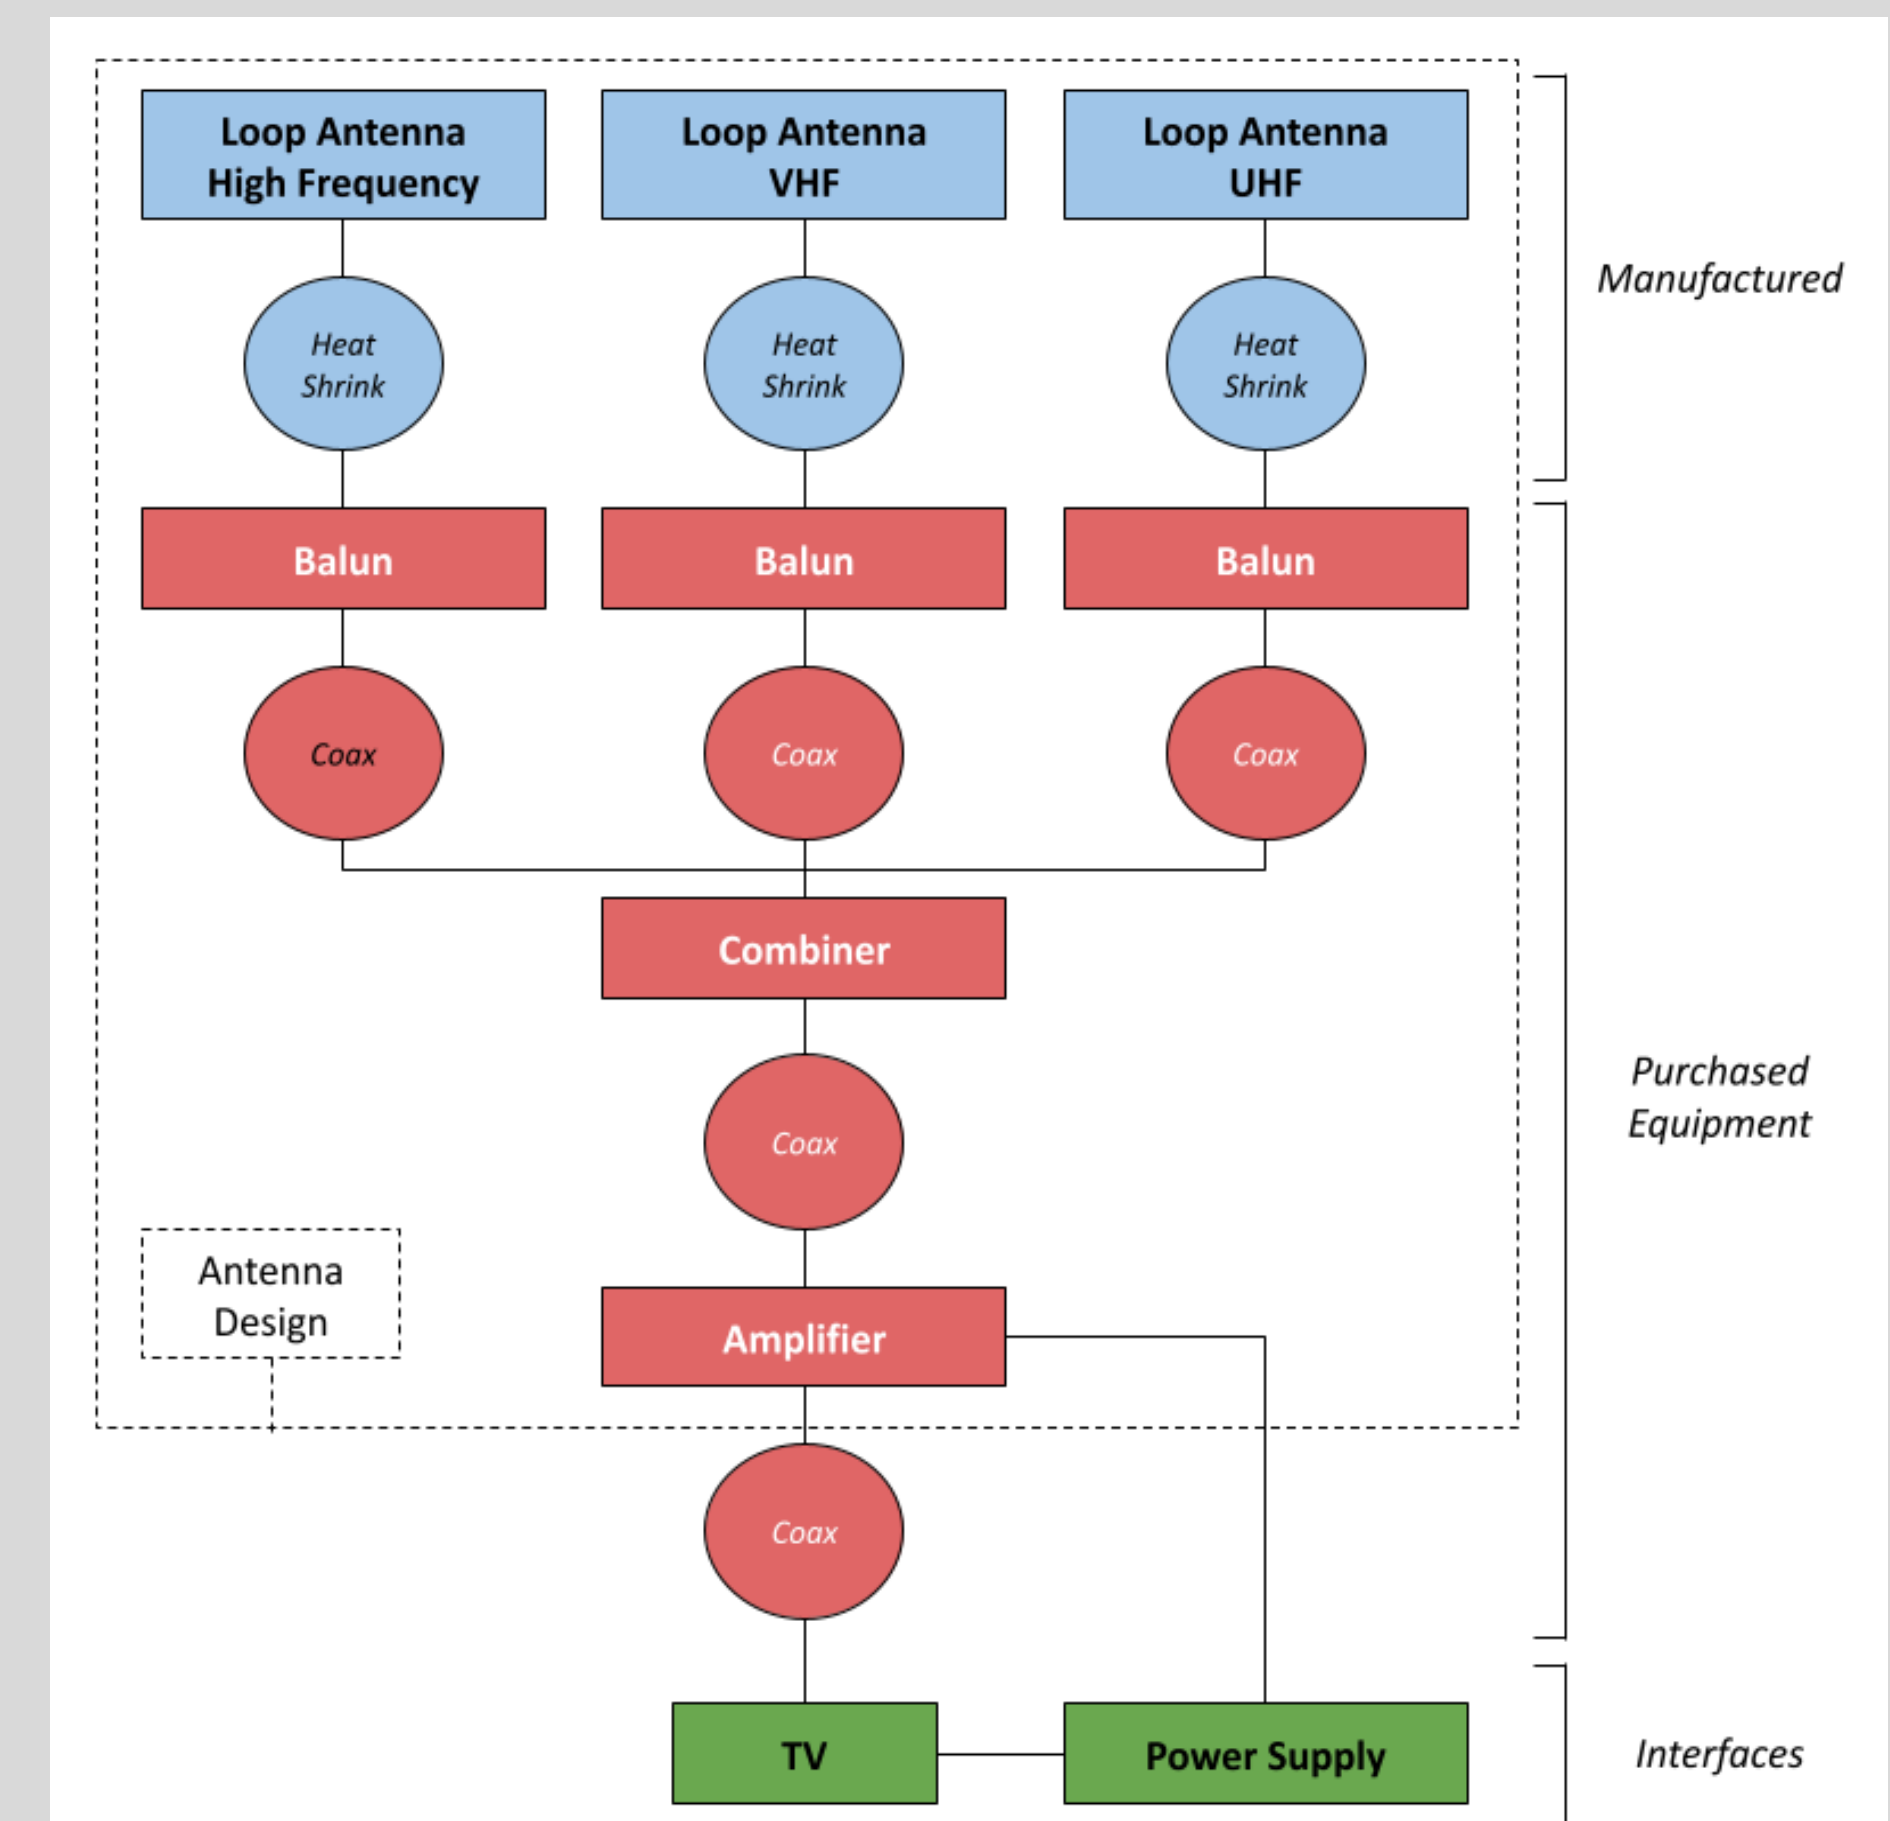 Loop Antenna
High Frequency
Loop Antenna
VHF
Loop Antenna
UHF
Manufactured
Heat
Shrink
Heat
Shrink
Heat
Shrink
Balun
Balun
Balun
Coax
Coax
Coax
Combiner
Purchased
Equipment
Coax
Antenna
Design
Amplifier
Coax
TV
Power Supply
Interfaces